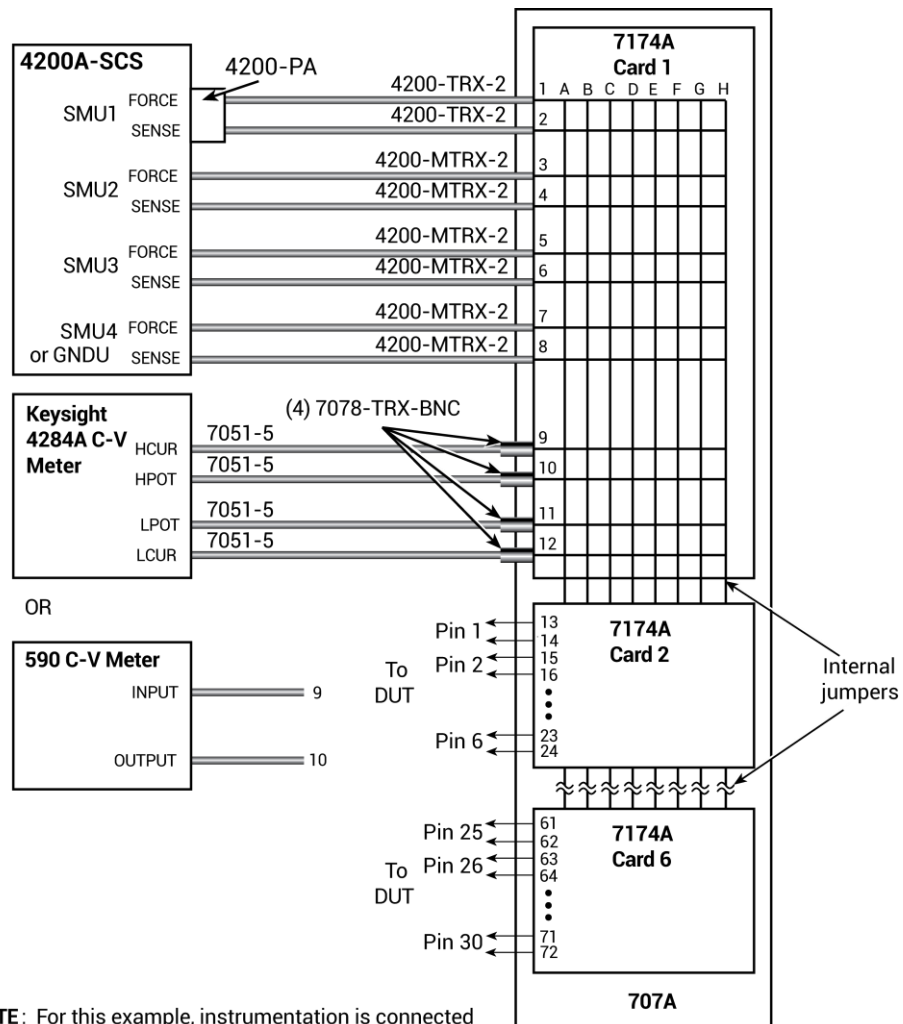 4200A-SCS
4200-PA
SMU1
FORCE
SENSE
SMU2
FORCE
SENSE
SMU3
FORCE
SENSE
SMU4
or GNDU
FORCE
SENSE
4200-TRX-2
4200-TRX-2
4200-MTRX-2
4200-MTRX-2
4200-MTRX-2
4200-MTRX-2
4200-MTRX-2
4200-MTRX-2
7174A
Card 1
A B C D E F G H
1
2
3
4
5
6
7
8
9
10
11
12
Keysight
4284A C-V
Meter
HCUR
HPOT
LPOT
LCUR
7051-5
7051-5
7051-5
7051-5
(4) 7078-TRX-BNC
OR
590 C-V Meter
INPUT
9
OUTPUT
10
7174A
Card 2
Pin 1
Pin 2
To
DUT
Pin 6
13
14
15
16
23
24
Internal
jumpers
7174A
Card 6
Pin 25
Pin 26
To
DUT
Pin 30
61
62
63
64
71
72
707A
TE: For this example, instrumentation is connected